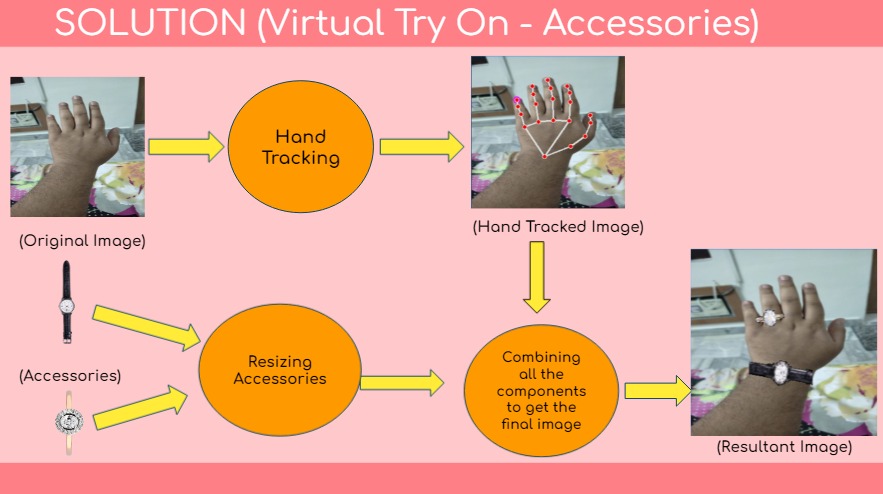 SOLUTION (Virtual Try On - Accessories)
Hand
Tracking
(Original Image)
(Hand Tracked Image)
(Accessories)
Resizing
Accessories
Combining
all the
components
to get the
final image
(Resultant Image)